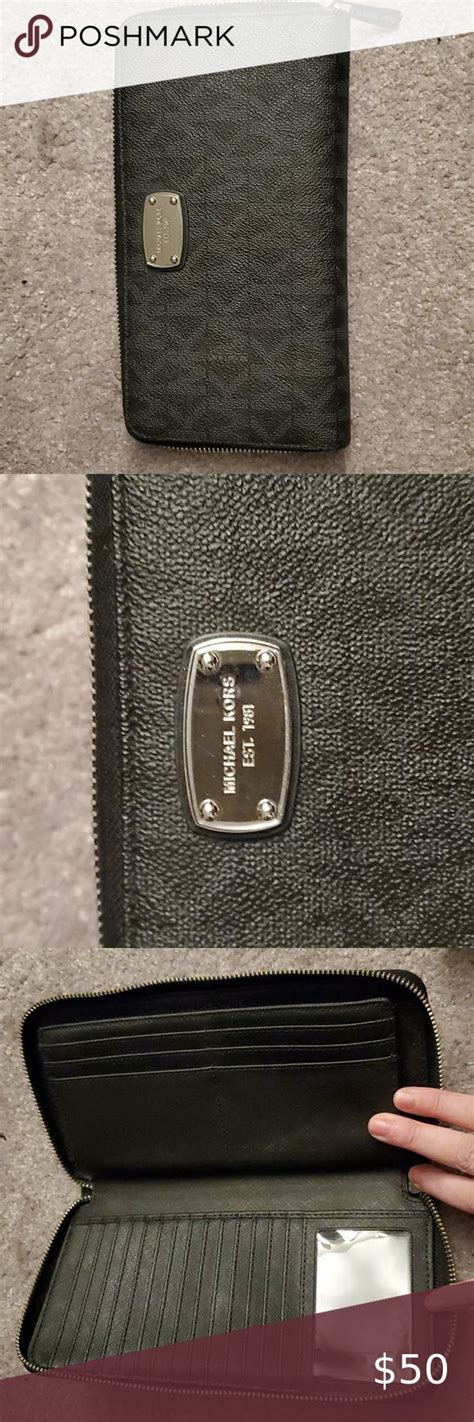 POSHMARK
MICHAEL KORS
EST. 1981
$50